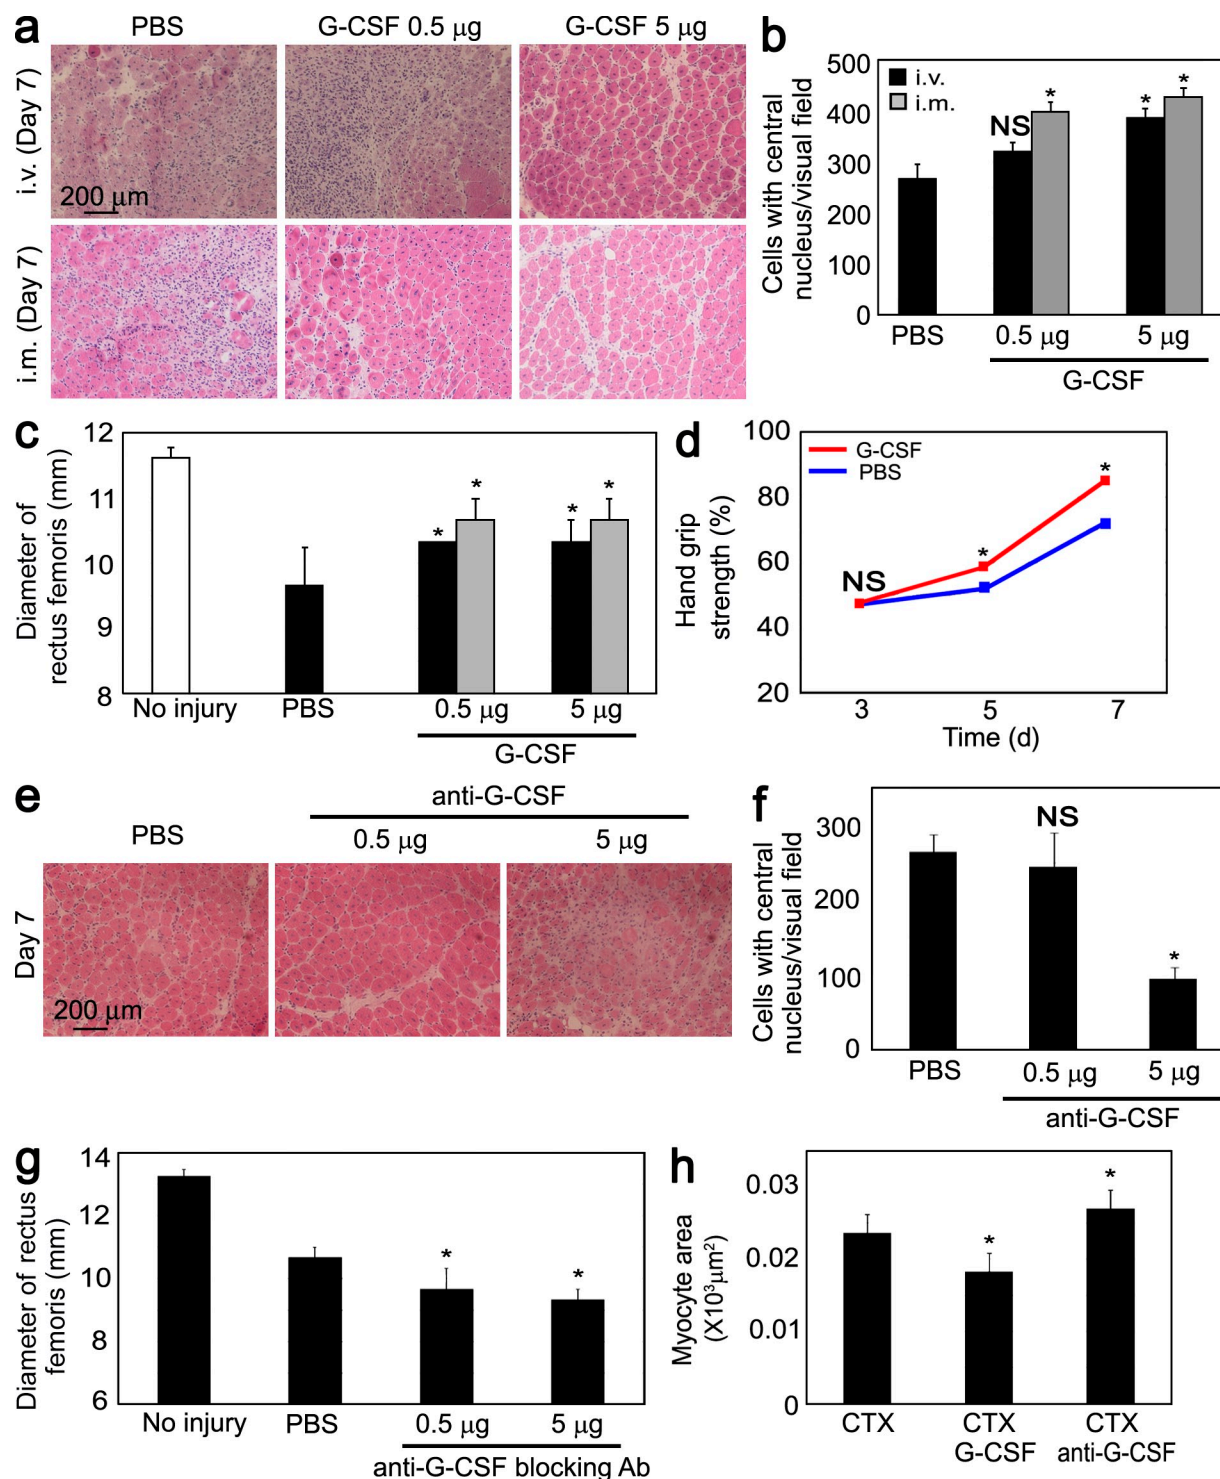 a
PBS
G-CSF 0.5 μg
G-CSF 5 μg
i.v. (Day 7)
200 μm
i.m. (Day 7)
b
Cells with central
nucleus/visual field
500
400
300
200
100
0
i.v.
i.m.
NS
*
*
*
PBS
0.5 μg
5 μg
G-CSF
c
Diameter of
rectus femoris (mm)
12
11
10
9
8
*
*
*
*
No injury
PBS
0.5 μg
5 μg
G-CSF
d
Hand grip
strength (%)
100
80
60
40
20
G-CSF
PBS
NS
*
*
3
5
7
Time (d)
e
anti-G-CSF
PBS
0.5 μg
5 μg
Day 7
200 μm
f
Cells with central
nucleus/visual field
300
200
100
0
NS
*
PBS
0.5 μg
5 μg
anti-G-CSF
g
Diameter of rectus
femoris (mm)
14
12
10
8
6
*
*
No injury
PBS
0.5 μg
5 μg
anti-G-CSF blocking Ab
h
Myocyte area
(X10³μm²)
0.03
0.02
0.01
0
*
*
CTX
CTX
G-CSF
CTX
anti-G-CSF